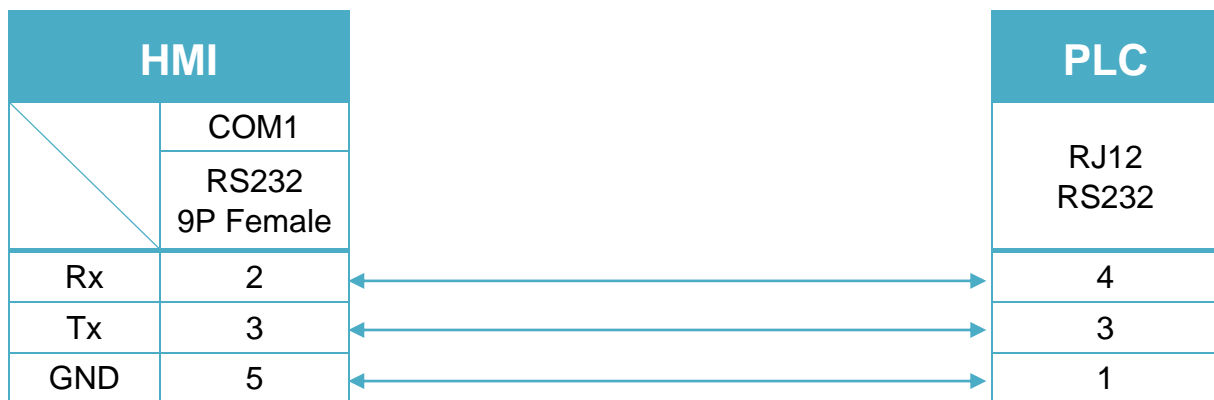 HMI
PLC
COM1
RS232
9P Female
RJ12
RS232
Rx 2 4
Tx 3 3
GND 5 1